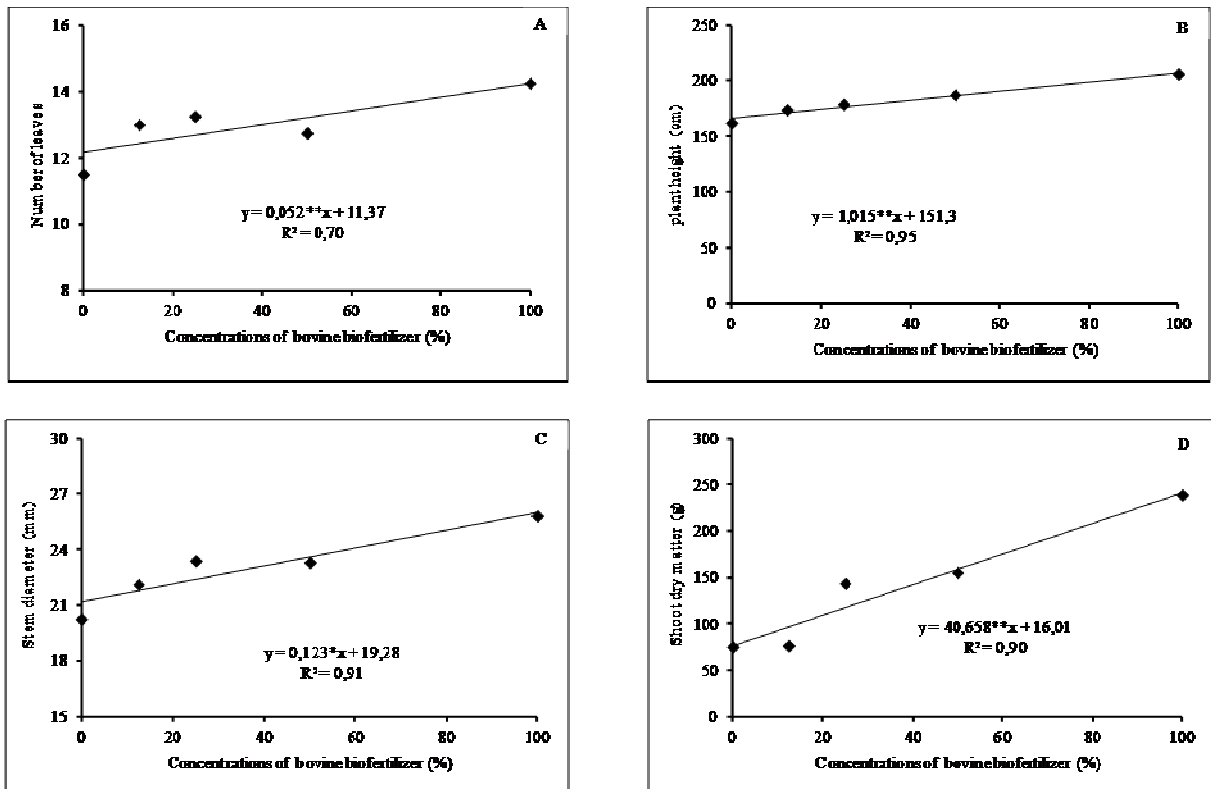 A
16
14
12
10
8
Number of leaves
y = 0,052**x + 11,37
R² = 0,70
0 20 40 60 80 100
Concentrations of bovine biofertilizer (%)
B
250
200
150
100
50
0
plant height (cm)
y = 1,015**x + 151,3
R² = 0,95
0 20 40 60 80 100
Concentrations of bovine biofertilizer (%)
C
30
27
24
21
18
15
Stem diameter (mm)
y = 0,123*x + 19,28
R² = 0,91
0 20 40 60 80 100
Concentrations of bovine biofertilizer (%)
D
300
250
200
150
100
50
0
Shoot dry matter (g)
y = 40,658**x + 16,01
R² = 0,90
0 20 40 60 80 100
Concentrations of bovine biofertilizer (%)